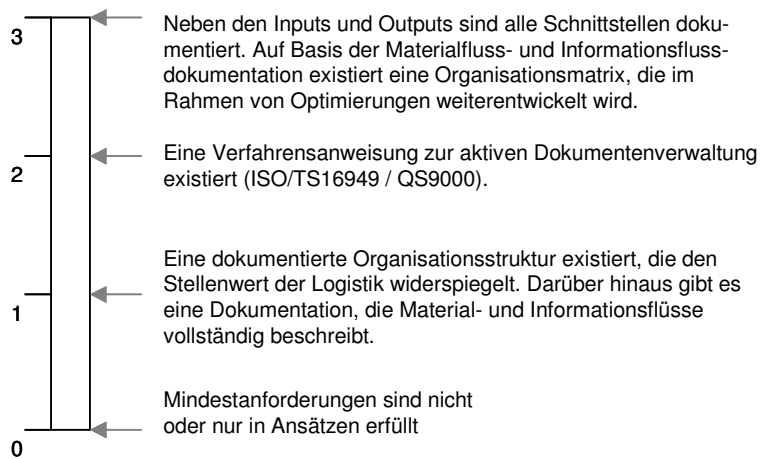 3
Neben den Inputs und Outputs sind alle Schnittstellen doku-
mentiert. Auf Basis der Materialfluss- und Informationsfluss-
dokumentation existiert eine Organisationsmatrix, die im
Rahmen von Optimierungen weiterentwickelt wird.
2
Eine Verfahrensanweisung zur aktiven Dokumentenverwaltung
existiert (ISO/TS16949 / QS9000).
1
Eine dokumentierte Organisationsstruktur existiert, die den
Stellenwert der Logistik widerspiegelt. Darüber hinaus gibt es
eine Dokumentation, die Material- und Informationsflüsse
vollständig beschreibt.
0
Mindestanforderungen sind nicht
oder nur in Ansätzen erfüllt